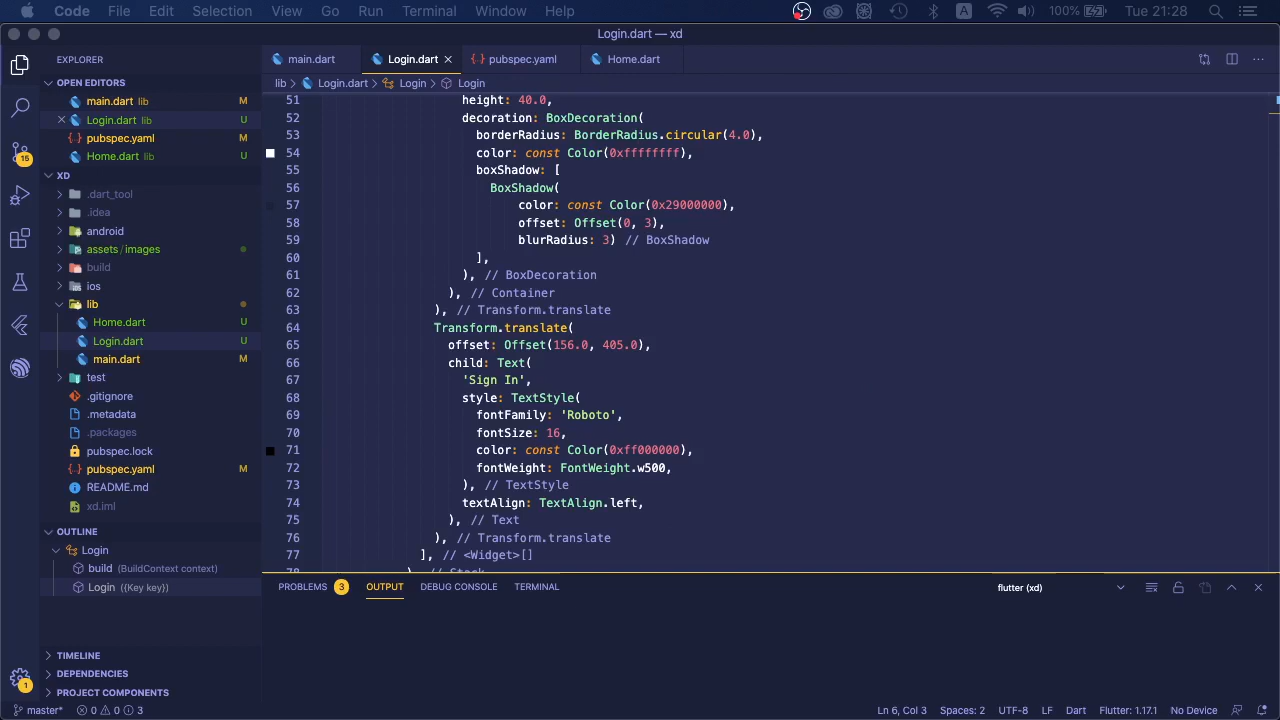 Code File Edit Selection View Go Run Terminal Window Help A 100% Tue 21:28
Login.dart — xd
EXPLORER
OPEN EDITORS
main.dart lib M
Login.dart lib U
pubspec.yaml M
Home.dart lib U
XD
.dart_tool
.idea
android
assets/images
build
ios
lib
Home.dart U
Login.dart U
main.dart M
test
.gitignore
.metadata
.packages
pubspec.lock
pubspec.yaml M
README.md
xd.iml
OUTLINE
Login
build (BuildContext context)
Login ({Key key})
TIMELINE
DEPENDENCIES
PROJECT COMPONENTS
15
1
main.dart Login.dart pubspec.yaml Home.dart
lib > Login.dart > Login > Login
51 height: 40.0,
52 decoration: BoxDecoration(
53 borderRadius: BorderRadius.circular(4.0),
54 color: const Color(0xffffffff),
55 boxShadow: [
56 BoxShadow(
57 color: const Color(0x29000000),
58 offset: Offset(0, 3),
59 blurRadius: 3) // BoxShadow
60 ],
61 ), // BoxDecoration
62 ), // Container
63 ), // Transform.translate
64 Transform.translate(
65 offset: Offset(156.0, 405.0),
66 child: Text(
67 'Sign In',
68 style: TextStyle(
69 fontFamily: 'Roboto',
70 fontSize: 16,
71 color: const Color(0xff000000),
72 fontWeight: FontWeight.w500,
73 ), // TextStyle
74 textAlign: TextAlign.left,
75 ), // Text
76 ), // Transform.translate
77 ], // <Widget>[]
78 ), // Stack
PROBLEMS 3 OUTPUT DEBUG CONSOLE TERMINAL flutter (xd)
master* 0 0 3 Ln 6, Col 3 Spaces: 2 UTF-8 LF Dart Flutter: 1.17.1 No Device